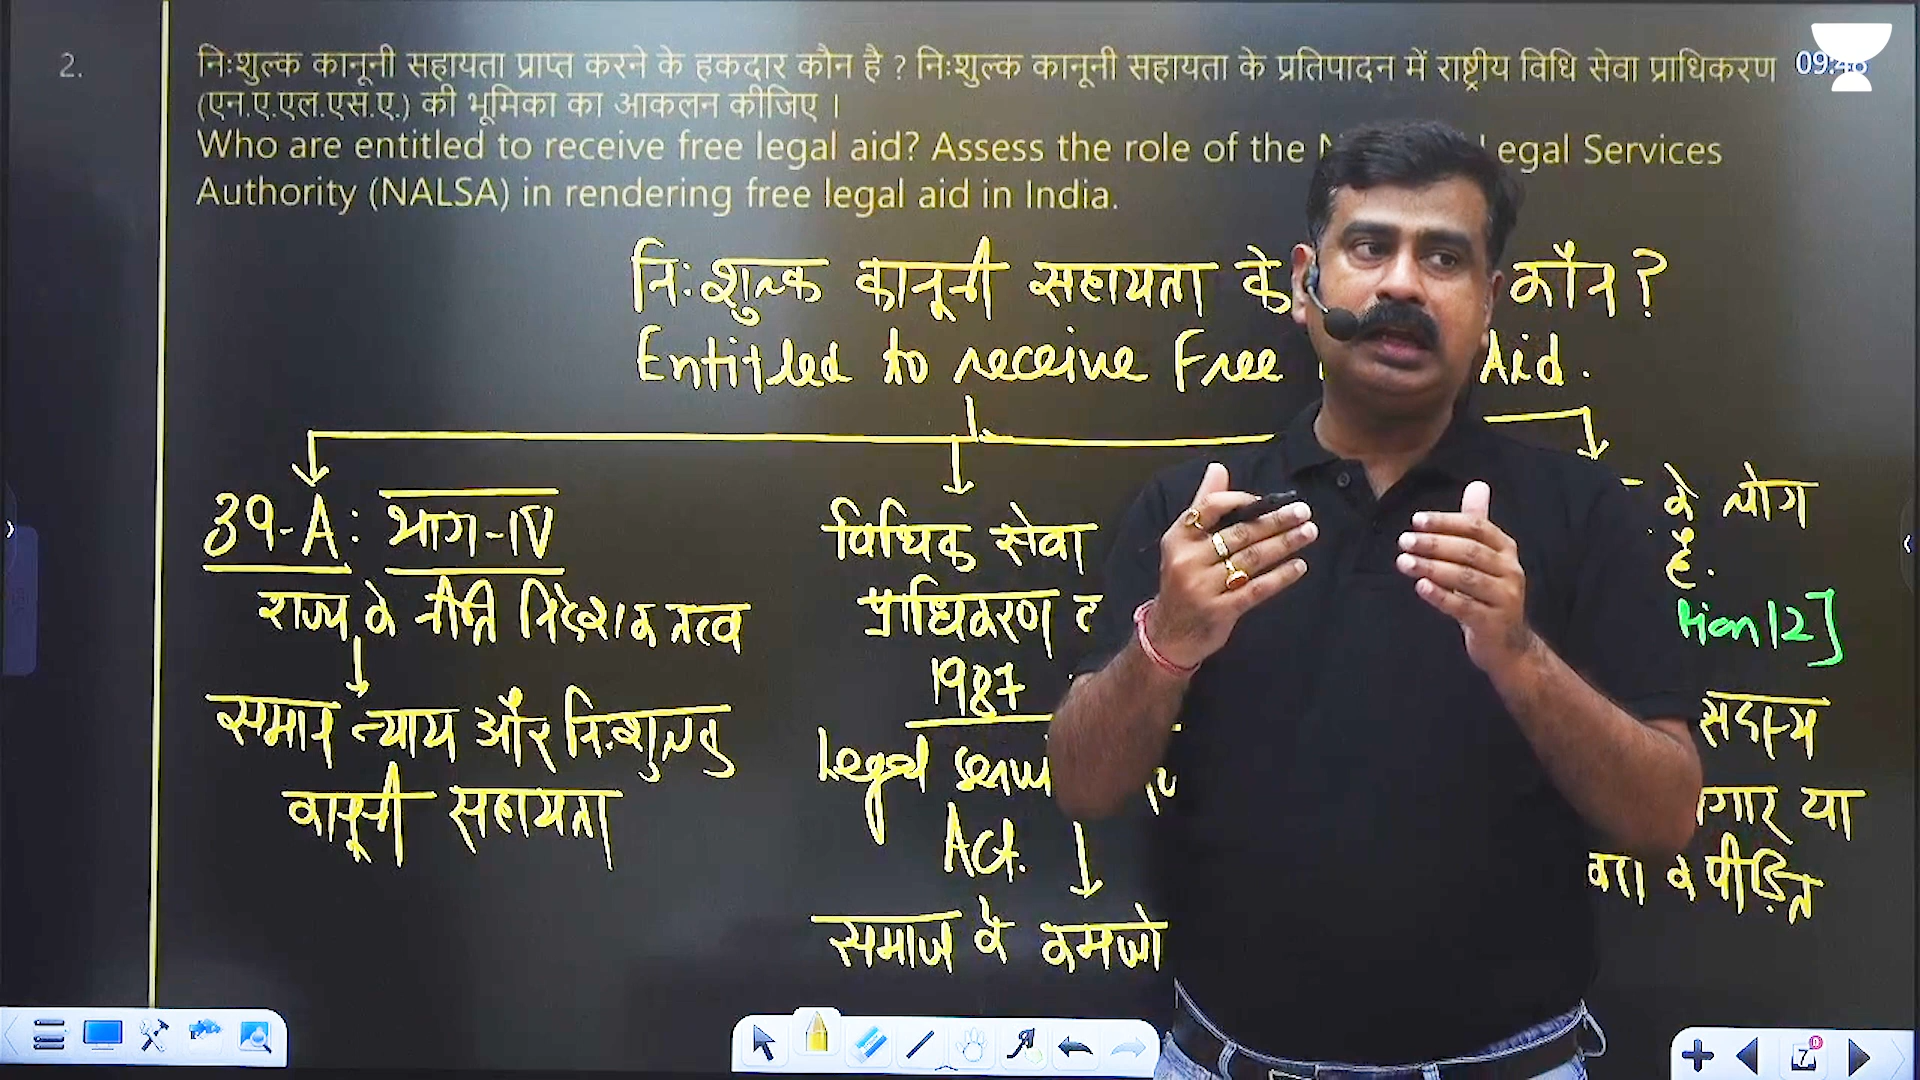 2.
नि:शुल्क कानूनी सहायता प्राप्त करने के हकदार कौन है ? नि:शुल्क कानूनी सहायता के प्रतिपादन में राष्ट्रीय विधि सेवा प्राधिकरण
(एन.ए.एल.एस.ए.) की भूमिका का आकलन कीजिए ।
Who are entitled to receive free legal aid? Assess the role of the N egal Services
Authority (NALSA) in rendering free legal aid in India.
नि:शुल्क कानूनी सहायता के कौन?
Entitled to receive Free Aid.
39-A: भाग-IV
राज्य के नीति निदेशक तत्व
न्याय और नि:शुल्क
कानूनी सहायता
विधिक सेवा
प्राधिकरण
1987
Legal
Act.
समाज के कमजो
वे लोग
है.
tion 12]
सदस्य
गार या
पीड़ित
7